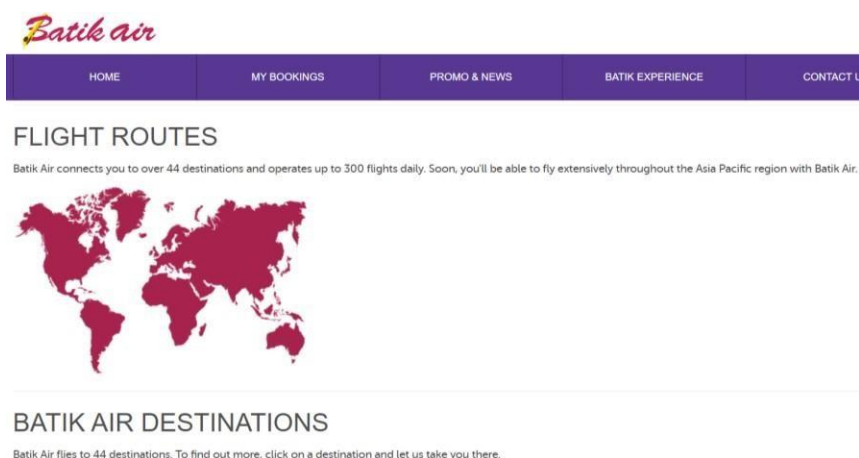 Batik air
HOME MY BOOKINGS PROMO & NEWS BATIK EXPERIENCE CONTACT U
FLIGHT ROUTES
Batik Air connects you to over 44 destinations and operates up to 300 flights daily. Soon, you'll be able to fly extensively throughout the Asia Pacific region with Batik Air.
BATIK AIR DESTINATIONS
Batik Air flies to 44 destinations. To find out more, click on a destination and let us take you there.